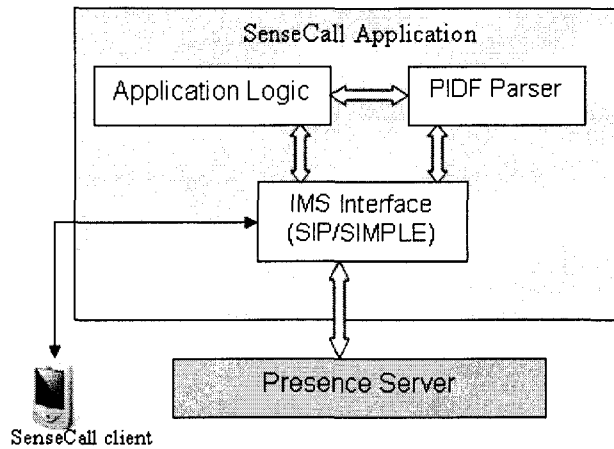 SenseCall Application
Application Logic
PIDF Parser
IMS Interface
(SIP/SIMPLE)
Presence Server
SenseCall client